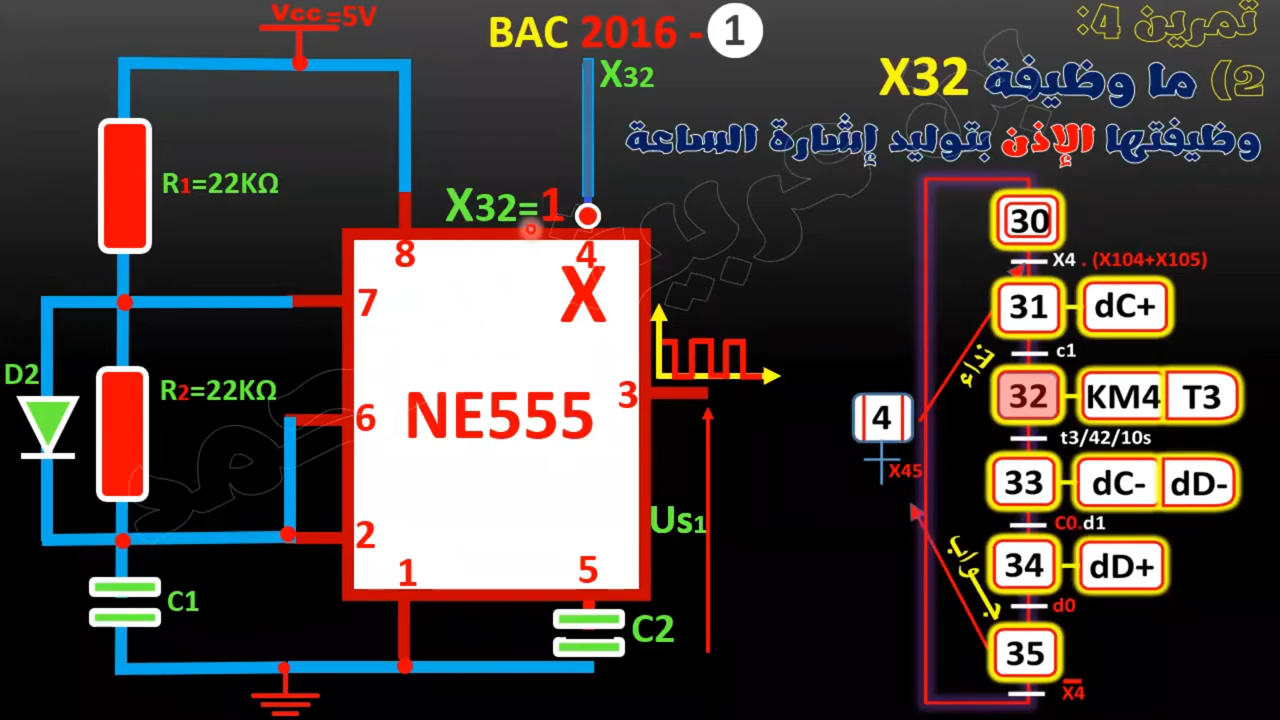 تمرين 4:
BAC 2016 - 1
Vcc=5V
2) ما وظيفة X32
وظيفتها الإذن بتوليد إشارة الساعة
X32
X32=1
R1=22KΩ
R2=22KΩ
D2
C1
C2
8
4
X
7
6
NE555
3
2
1
5
Us1
30
X4 . (X104+X105)
31 dC+
نداء
c1
32 KM4 T3
4
t3/42/10s
X45
33 dC- dD-
C0.d1
جواب
34 dD+
d0
35
X̅4